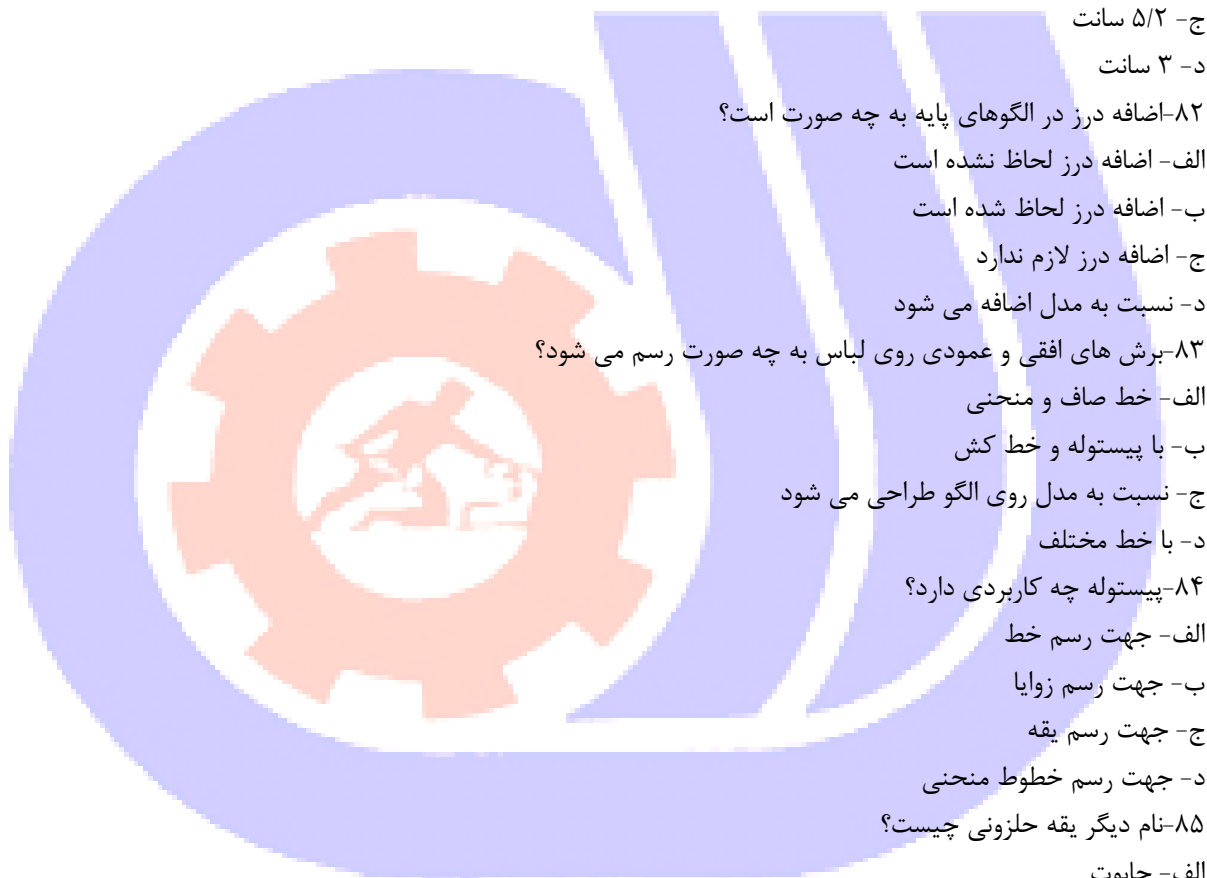 ج- ۵/۲ سانت
د- ۳ سانت
۸۲-اضافه درز در الگوهای پایه به چه صورت است؟
الف- اضافه درز لحاظ نشده است
ب- اضافه درز لحاظ شده است
ج- اضافه درز لازم ندارد
د- نسبت به مدل اضافه می شود
۸۳-برش های افقی و عمودی روی لباس به چه صورت رسم می شود؟
الف- خط صاف و منحنی
ب- با پیستوله و خط کش
ج- نسبت به مدل روی الگو طراحی می شود
د- با خط مختلف
۸۴-پیستوله چه کاربردی دارد؟
الف- جهت رسم خط
ب- جهت رسم زوایا
ج- جهت رسم یقه
د- جهت رسم خطوط منحنی
۸۵-نام دیگر یقه حلزونی چیست؟
الف-